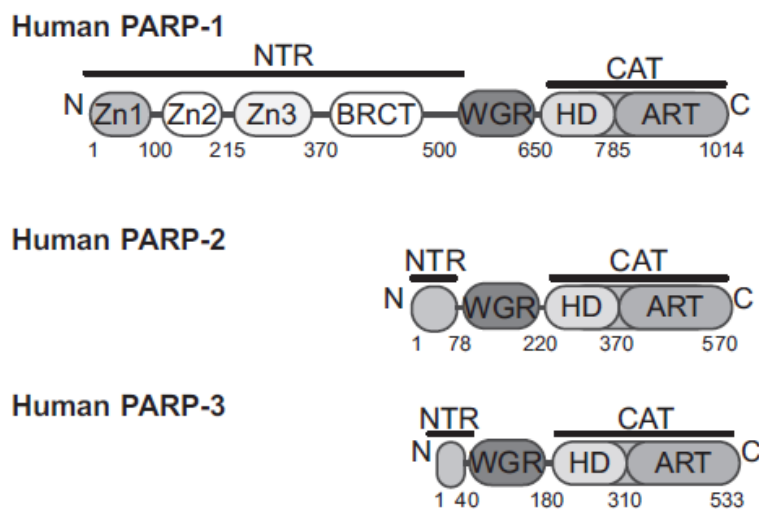 Human PARP-1
NTR
CAT
N Zn1 Zn2 Zn3 BRCT WGR HD ART C
1 100 215 370 500 650 785 1014
Human PARP-2
NTR CAT
N WGR HD ART C
1 78 220 370 570
Human PARP-3
NTR CAT
N WGR HD ART C
1 40 180 310 533